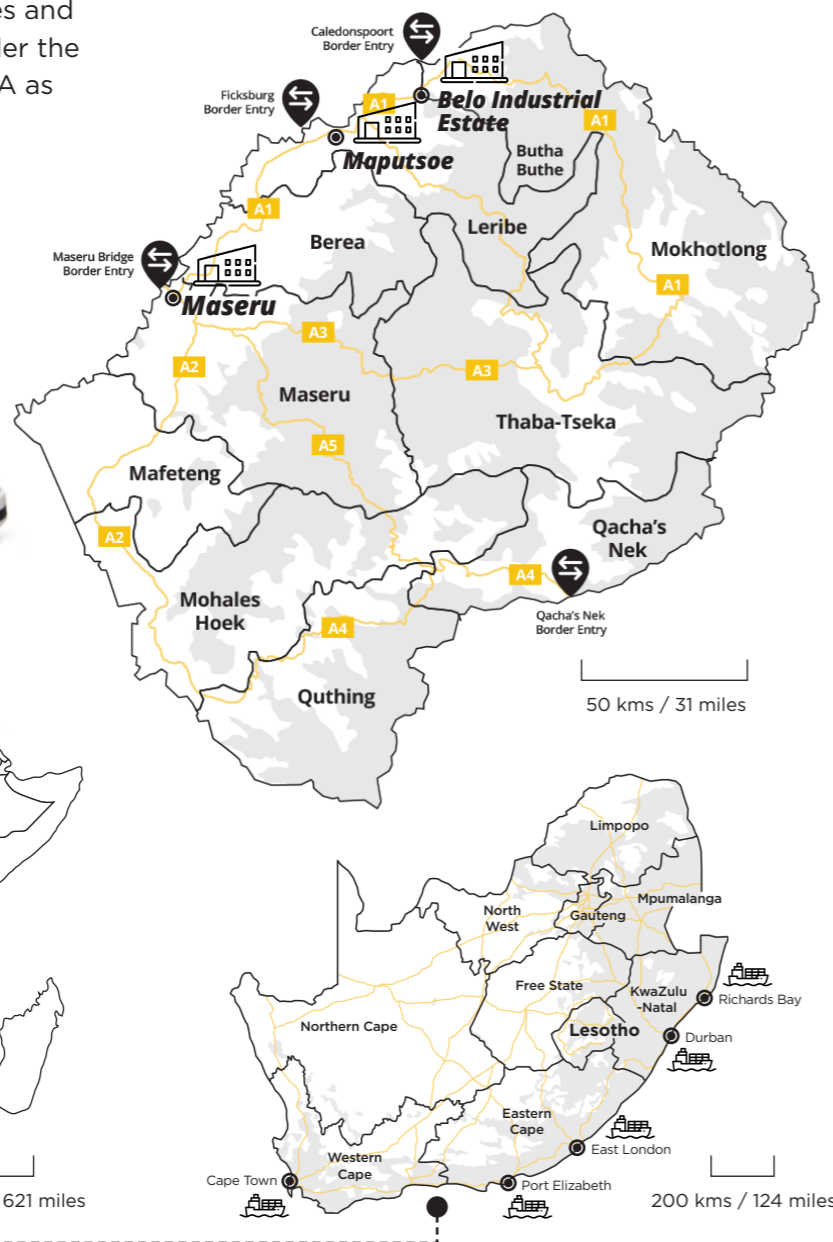 es and
er the
A as
Caledonspoort
Border Entry
Ficksburg
Border Entry
A1
Belo Industrial
Estate
A1
Maputsoe
Butha
Buthe
A1
Leribe
Berea
Mokhotlong
Maseru Bridge
Border Entry
A1
Maseru
A3
A2
A3
Maseru
Thaba-Tseka
A5
Mafeteng
Qacha's
Nek
A2
A4
Mohales
Hoek
Qacha's Nek
Border Entry
A4
Quthing
50 kms / 31 miles
Limpopo
Mpumalanga
North
West
Gauteng
Free State
KwaZulu
-Natal
Richards Bay
Northern Cape
Lesotho
Durban
Eastern
Cape
East London
Western
Cape
Cape Town
Port Elizabeth
621 miles
200 kms / 124 miles